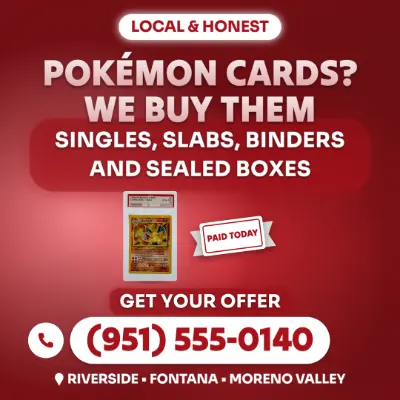 LOCAL & HONEST
POKÉMON CARDS?
WE BUY THEM
SINGLES, SLABS, BINDERS
AND SEALED BOXES
PAID TODAY
GET YOUR OFFER
(951) 555-0140
RIVERSIDE ▪ FONTANA ▪ MORENO VALLEY